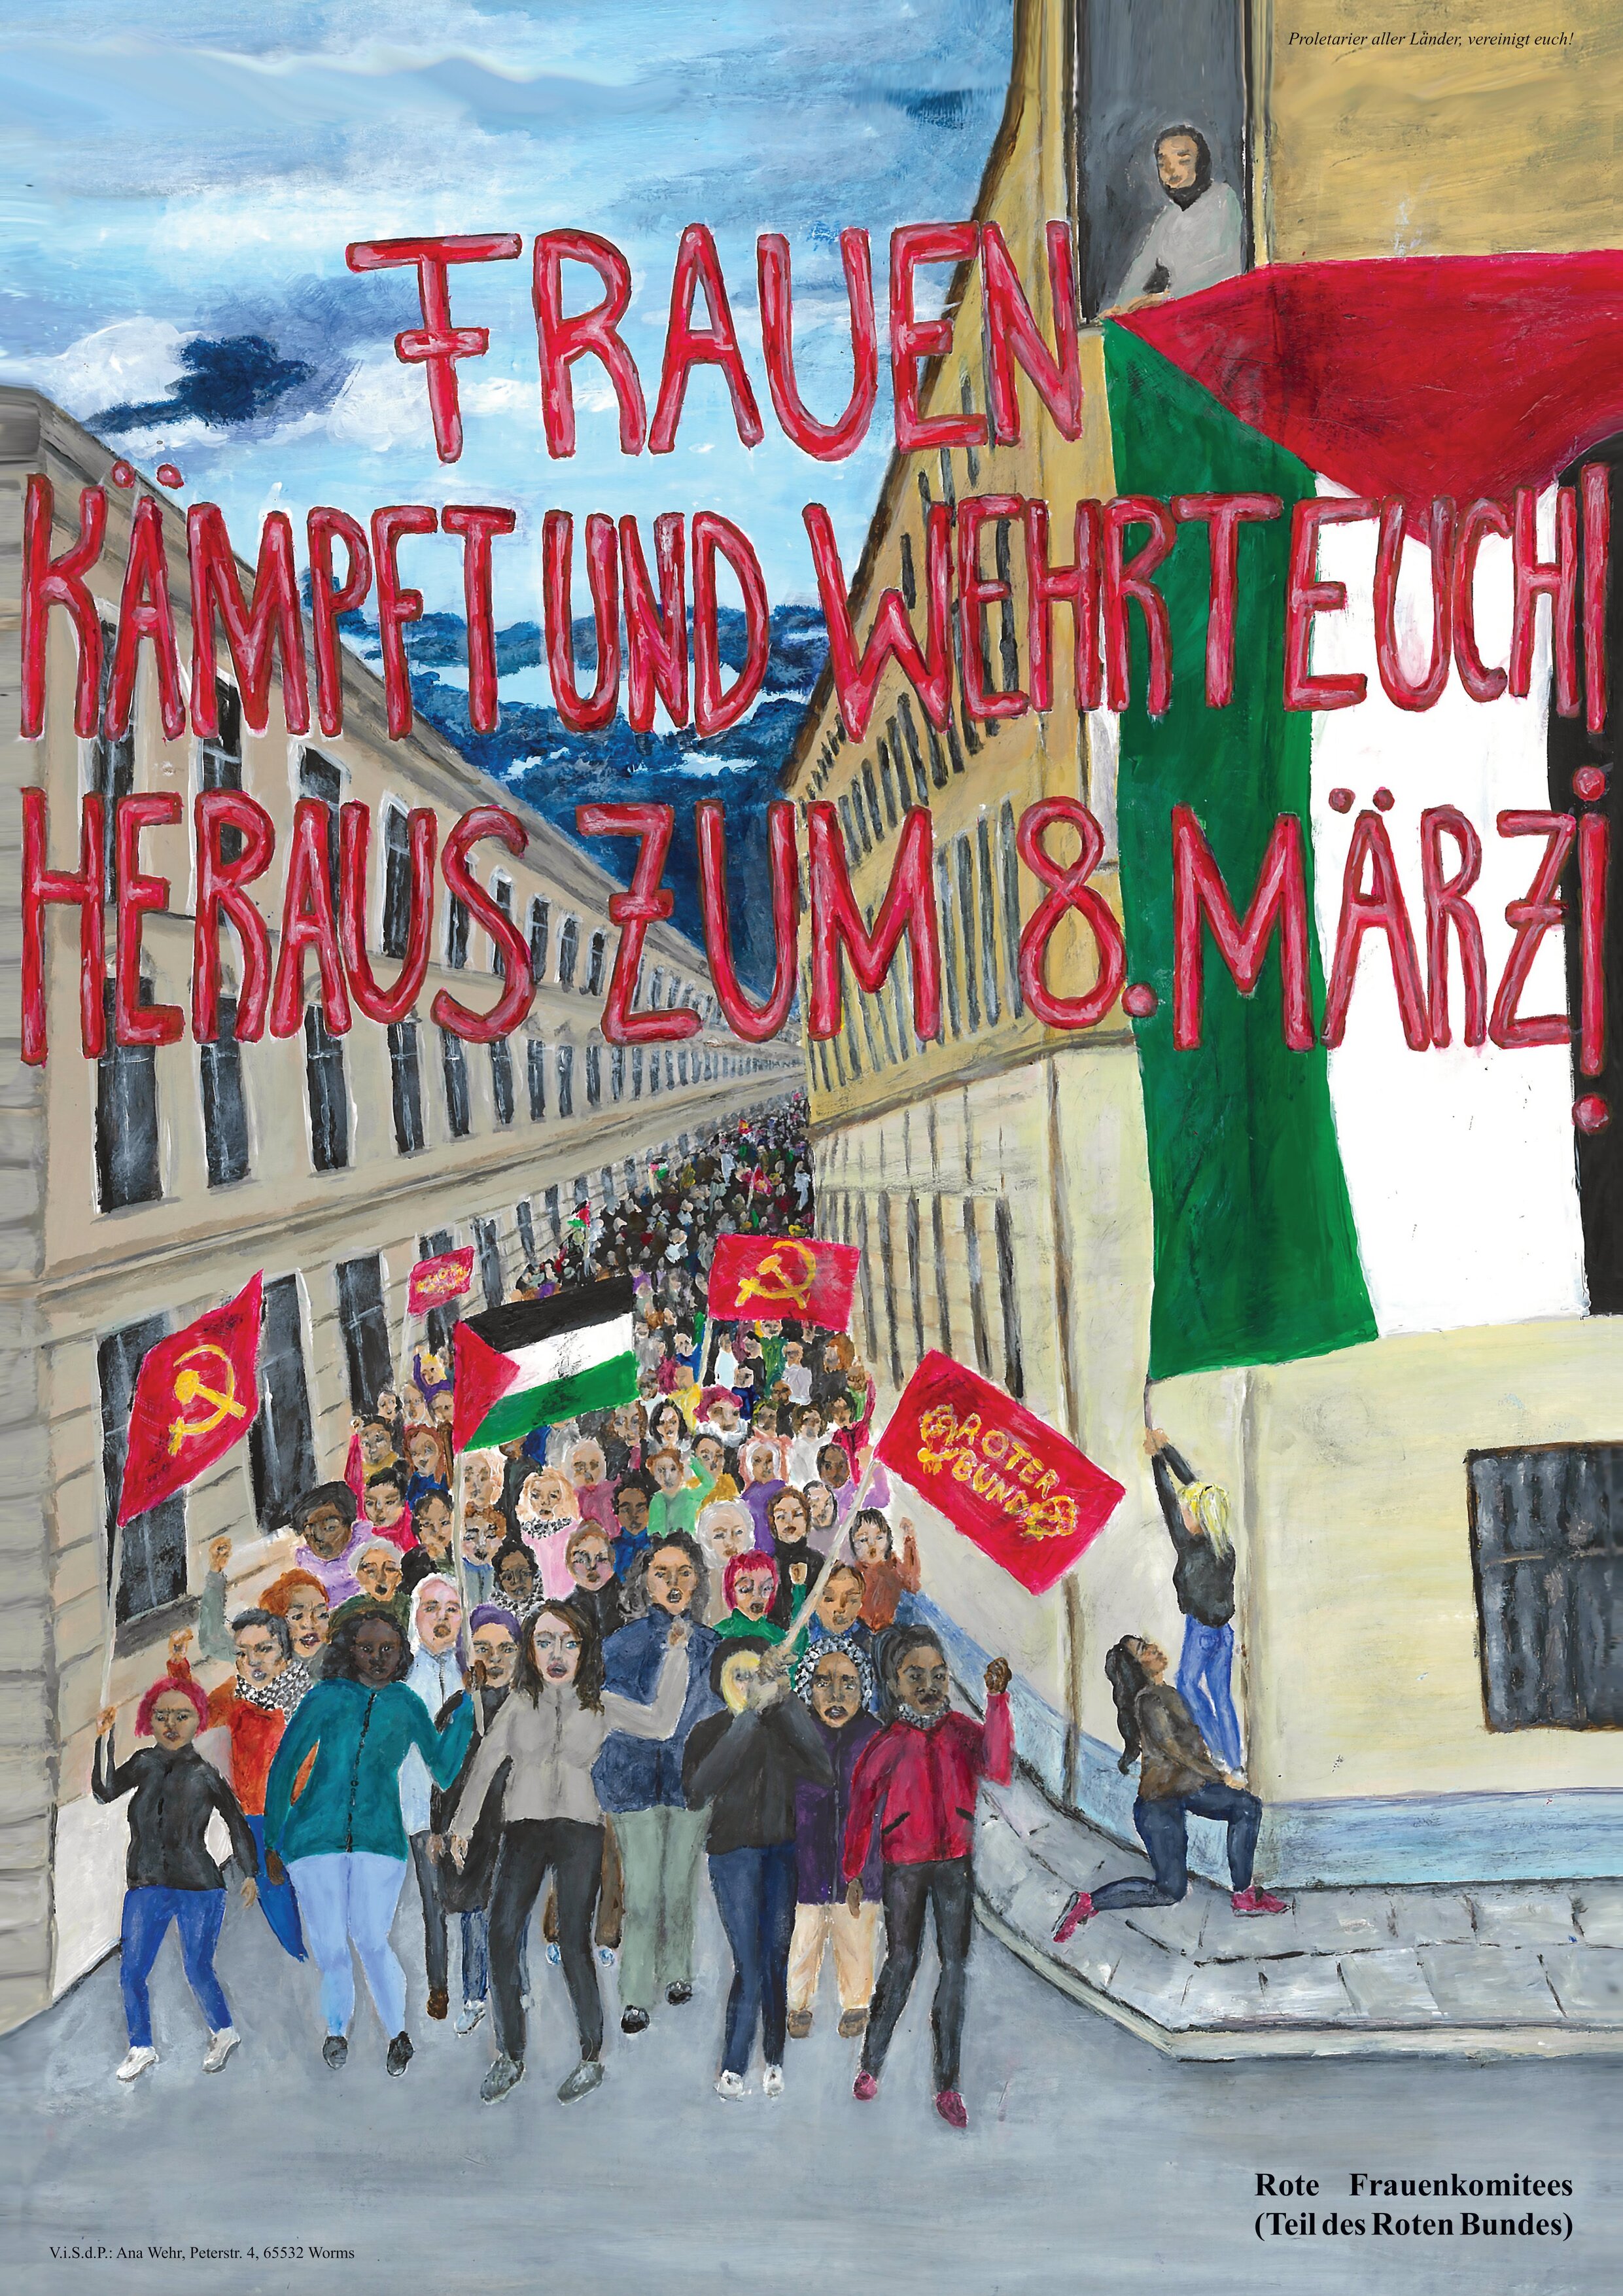 Proletarier aller Länder, vereinigt euch!
FRAUEN
KÄMPFT UND WEHRT EUCH!
HERAUS ZUM 8. MÄRZ!
ROTER
BUND
Rote Frauenkomitees
(Teil des Roten Bundes)
V.i.S.d.P.: Ana Wehr, Peterstr. 4, 65532 Worms